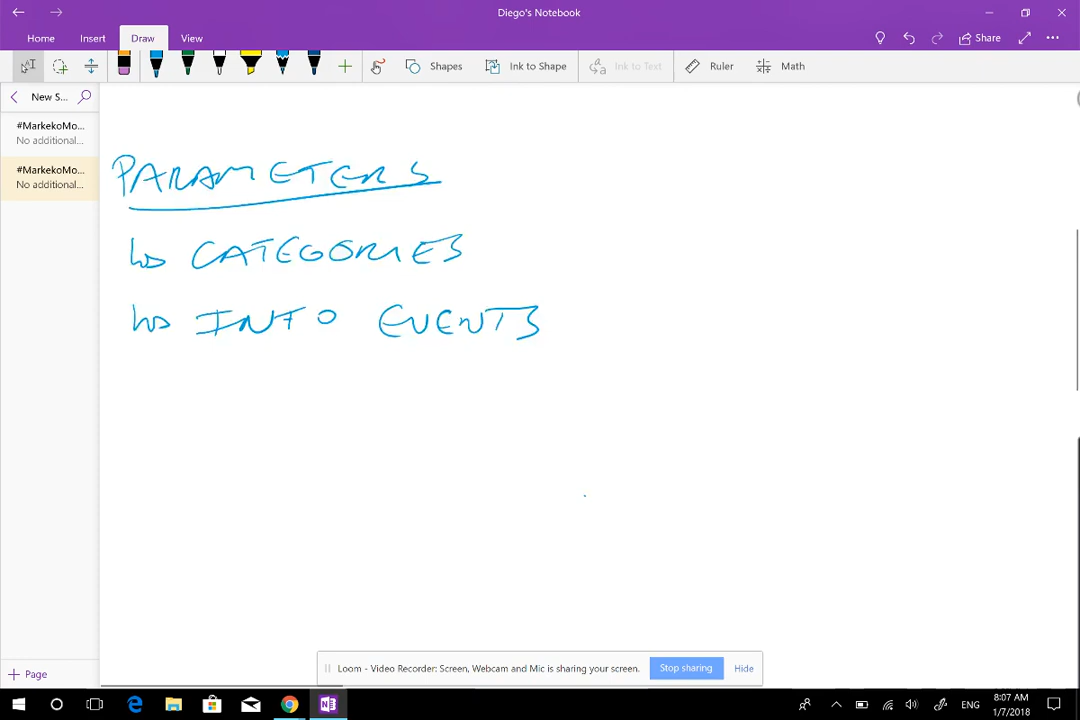 Diego's Notebook
Home Insert Draw View
Share
Shapes Ink to Shape Ink to Text Ruler Math
New S...
#MarkekoMo...
No additional...
#MarkekoMo...
No additional...
PARAMETERS
↳ CATEGORIES
↳ INFO EVENTS
Loom - Video Recorder: Screen, Webcam and Mic is sharing your screen. Stop sharing Hide
+ Page
ENG
8:07 AM
1/7/2018